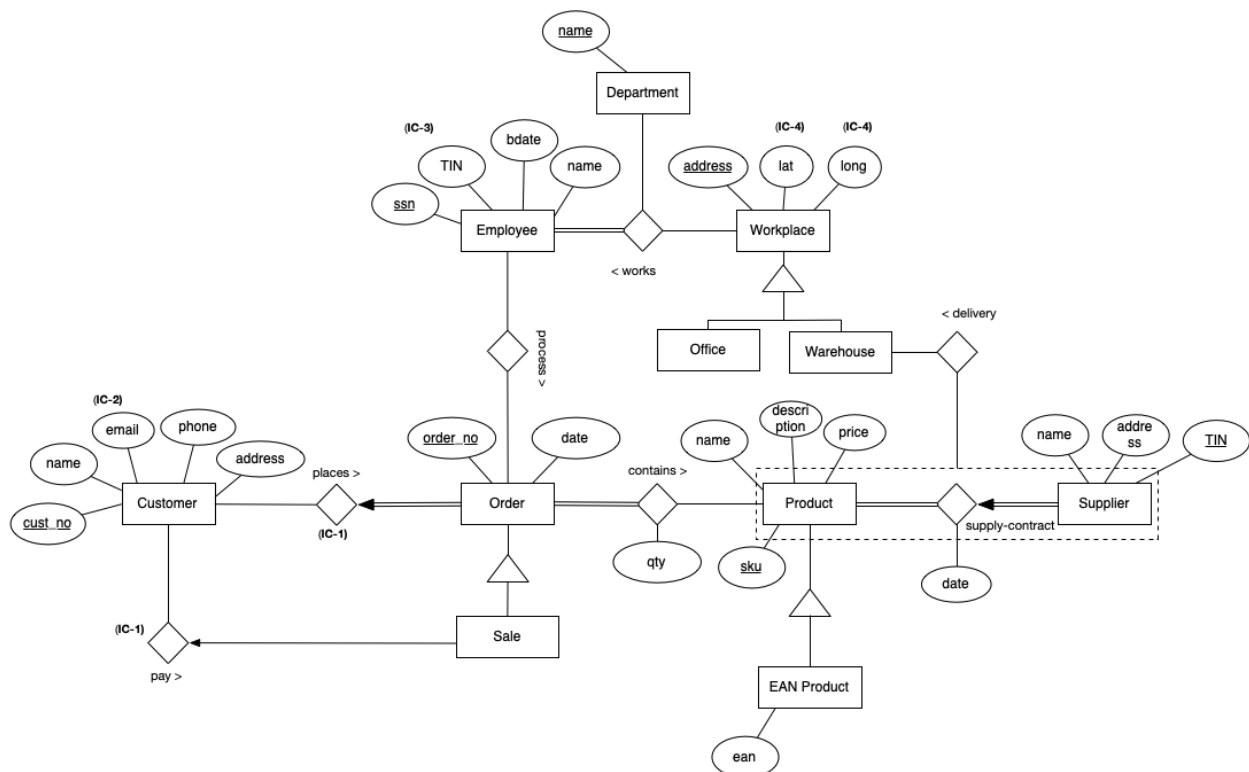 name
Department
(IC-3)
bdate
(IC-4)
(IC-4)
TIN
name
address
lat
long
ssn
Employee
Workplace
< works
< delivery
process >
Office
Warehouse
(IC-2)
email
phone
name
address
cust_no
Customer
places >
(IC-1)
order_no
date
Order
contains >
qty
name
descri
ption
price
Product
sku
name
addre
ss
TIN
Supplier
supply-contract
date
(IC-1)
pay >
Sale
EAN Product
ean